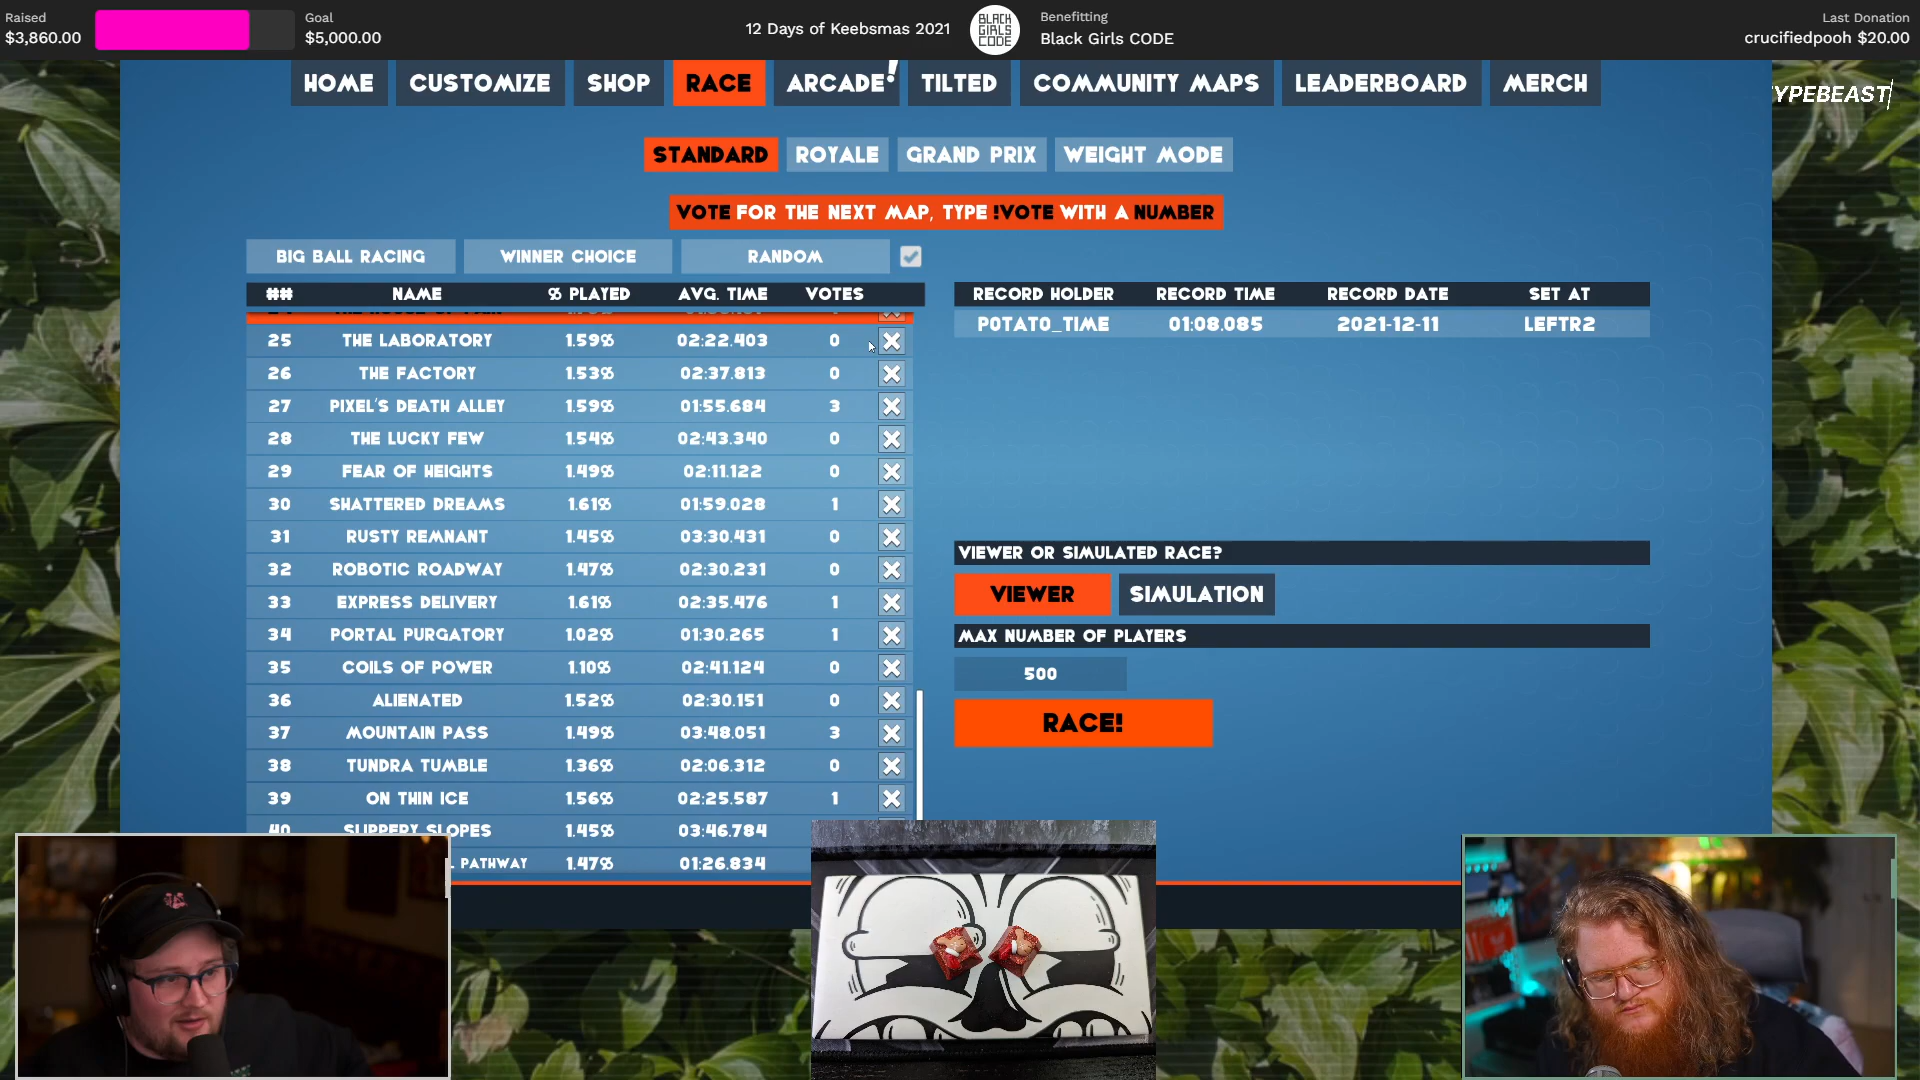 Raised
$3,860.00
Goal
$5,000.00
12 Days of Keebsmas 2021
BLACK GIRLS CODE
Benefitting
Black Girls CODE
Last Donation
crucifiedpooh $20.00
HOME CUSTOMIZE SHOP RACE ARCADE! TILTED COMMUNITY MAPS LEADERBOARD MERCH
YPEBEAST
STANDARD ROYALE GRAND PRIX WEIGHT MODE
VOTE FOR THE NEXT MAP, TYPE !VOTE WITH A NUMBER
BIG BALL RACING WINNER CHOICE RANDOM
## NAME % PLAYED AVG. TIME VOTES
25 THE LABORATORY 1.59% 02:22.403 0
26 THE FACTORY 1.53% 02:37.813 0
27 PIXEL'S DEATH ALLEY 1.59% 01:55.684 3
28 THE LUCKY FEW 1.54% 02:43.340 0
29 FEAR OF HEIGHTS 1.49% 02:11.122 0
30 SHATTERED DREAMS 1.61% 01:59.028 1
31 RUSTY REMNANT 1.45% 03:30.431 0
32 ROBOTIC ROADWAY 1.47% 02:30.231 0
33 EXPRESS DELIVERY 1.61% 02:35.476 1
34 PORTAL PURGATORY 1.02% 01:30.265 1
35 COILS OF POWER 1.10% 02:41.124 0
36 ALIENATED 1.52% 02:30.151 0
37 MOUNTAIN PASS 1.49% 03:48.051 3
38 TUNDRA TUMBLE 1.36% 02:06.312 0
39 ON THIN ICE 1.56% 02:25.587 1
40 SLIPPERY SLOPES 1.45% 03:46.784
PATHWAY 1.47% 01:26.834
RECORD HOLDER RECORD TIME RECORD DATE SET AT
P0TAT0_TIME 01:08.085 2021-12-11 LEFTR2
VIEWER OR SIMULATED RACE?
VIEWER SIMULATION
MAX NUMBER OF PLAYERS
500
RACE!